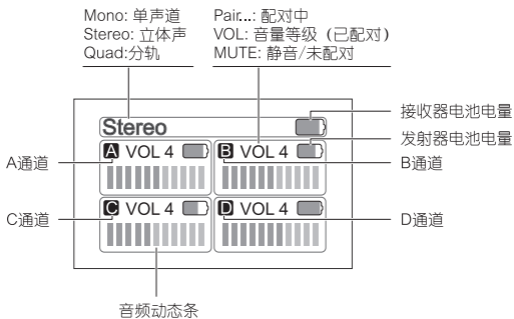 Mono: 单声道
Stereo: 立体声
Quad:分轨
Pair...: 配对中
VOL: 音量等级（已配对）
MUTE: 静音/未配对
Stereo
接收器电池电量
发射器电池电量
A通道
A VOL 4
B VOL 4
B通道
C通道
C VOL 4
D VOL 4
D通道
音频动态条